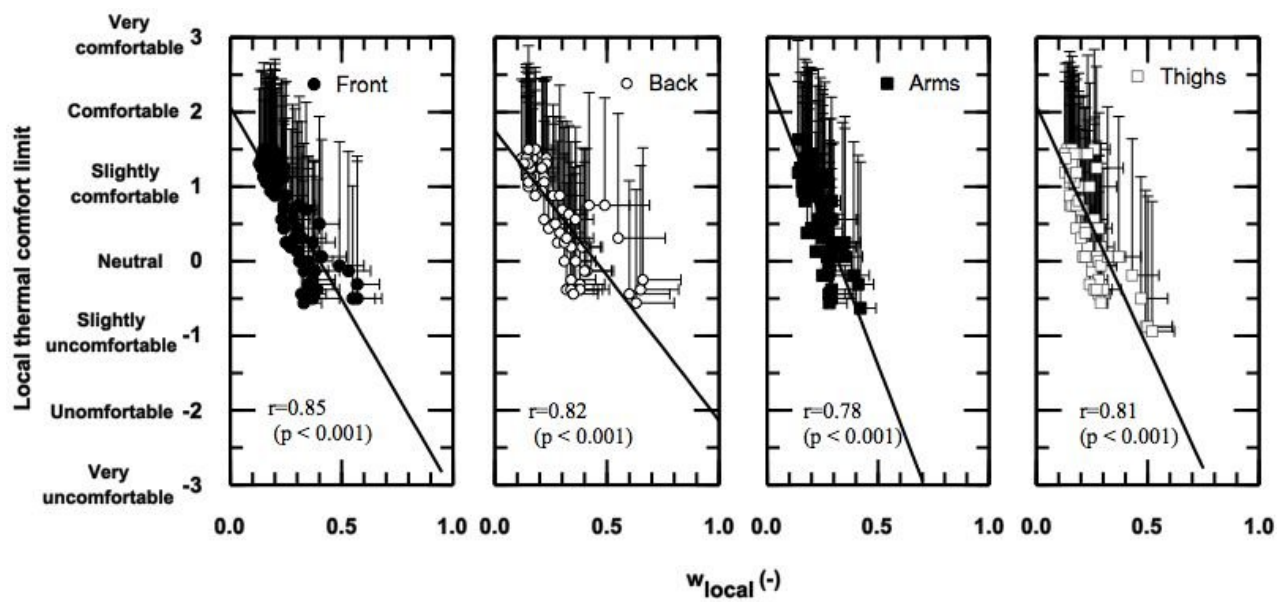 Local thermal comfort limit
Very
comfortable
Comfortable
Slightly
comfortable
Neutral
Slightly
uncomfortable
Unomfortable
Very
uncomfortable
3
2
1
0
-1
-2
-3
Front
r=0.85
(p < 0.001)
0.0 0.5 1.0
Back
r=0.82
(p < 0.001)
0.0 0.5 1.0
Arms
r=0.78
(p < 0.001)
0.0 0.5 1.0
Thighs
r=0.81
(p < 0.001)
0.0 0.5 1.0
wlocal (-)